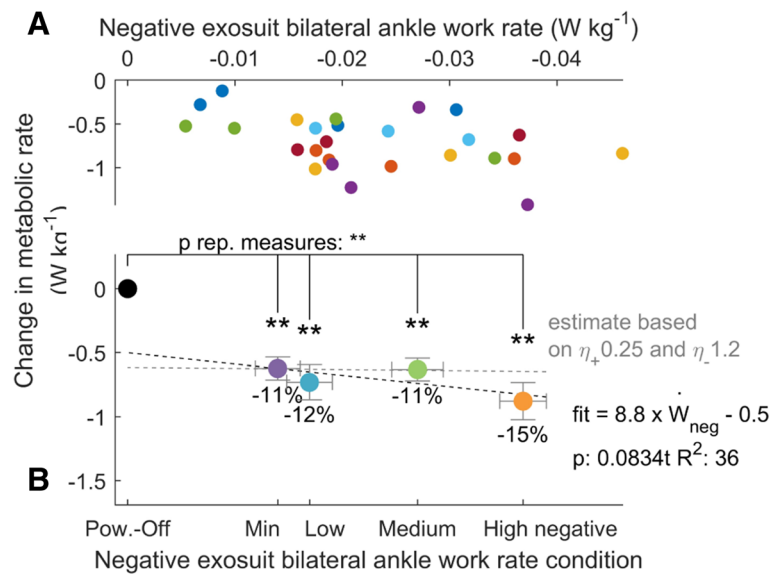 A
Negative exosuit bilateral ankle work rate (W kg⁻¹)
0 -0.01 -0.02 -0.03 -0.04
0
-0.5
-1
Change in metabolic rate
(W kg⁻¹)
p rep. measures: **
0
-0.5
-1
-1.5
** ** ** **
estimate based
on η₊0.25 and η₋1.2
-11%
-12%
-11%
-15%
fit = 8.8 x Ẇneg - 0.5
p: 0.0834t R²: 36
B
Pow.-Off Min Low Medium High negative
Negative exosuit bilateral ankle work rate condition